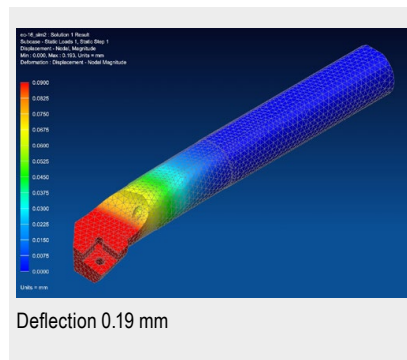 ec-16_sim2 : Solution 1 Result
Subcase - Static Loads 1, Static Step 1
Displacement - Nodal, Magnitude
Min : 0.000, Max : 0.193, Units = mm
Deformation : Displacement - Nodal Magnitude
0.0900
0.0825
0.0750
0.0675
0.0600
0.0525
0.0450
0.0375
0.0300
0.0225
0.0150
0.0075
0.0000
Units = mm
Deflection 0.19 mm